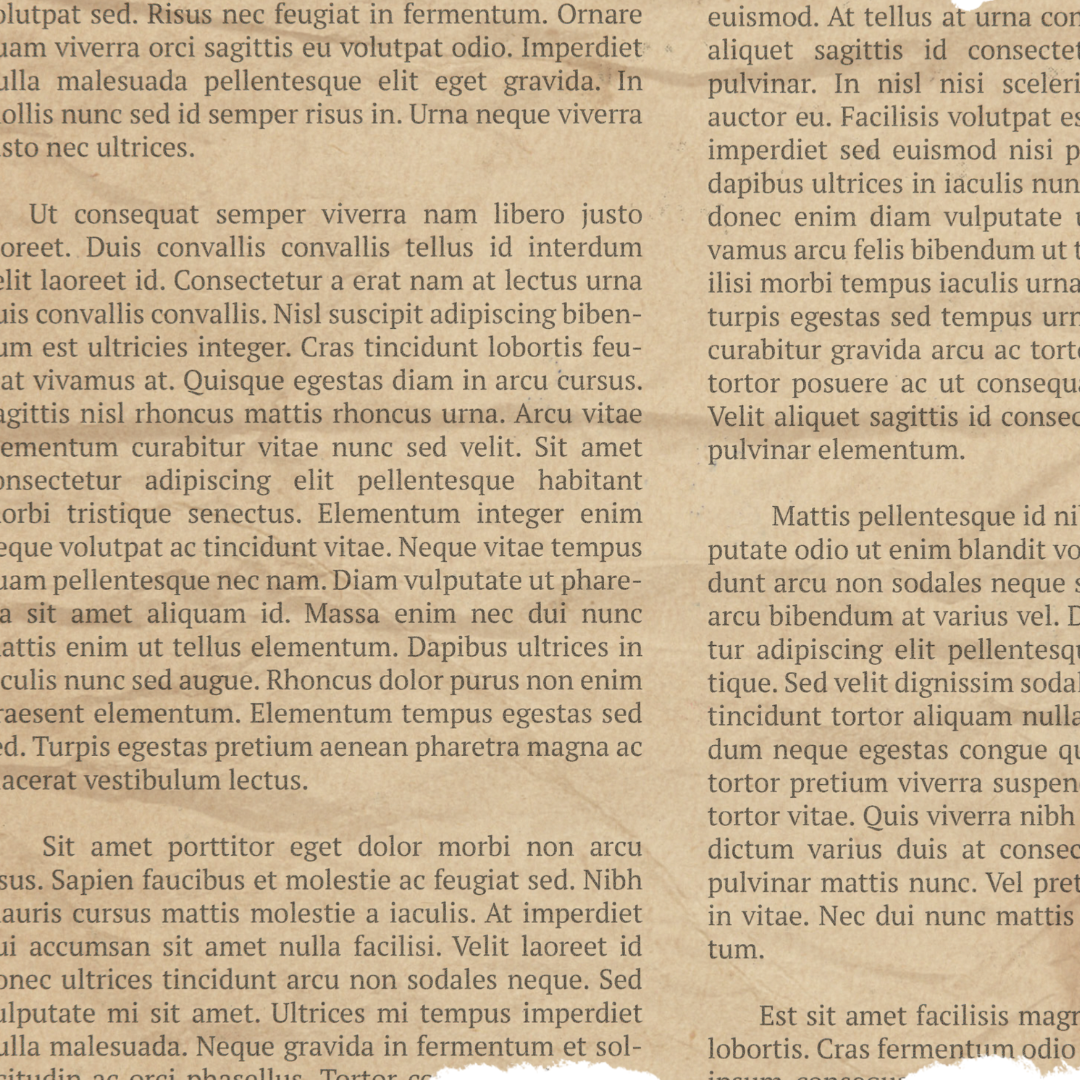 olutpat sed. Risus nec feugiat in fermentum. Ornare
uam viverra orci sagittis eu volutpat odio. Imperdiet
ulla malesuada pellentesque elit eget gravida. In
ollis nunc sed id semper risus in. Urna neque viverra
sto nec ultrices.
Ut consequat semper viverra nam libero justo
oreet. Duis convallis convallis tellus id interdum
elit laoreet id. Consectetur a erat nam at lectus urna
uis convallis convallis. Nisl suscipit adipiscing biben-
um est ultricies integer. Cras tincidunt lobortis feu-
at vivamus at. Quisque egestas diam in arcu cursus.
agittis nisl rhoncus mattis rhoncus urna. Arcu vitae
ementum curabitur vitae nunc sed velit. Sit amet
onsectetur adipiscing elit pellentesque habitant
orbi tristique senectus. Elementum integer enim
eque volutpat ac tincidunt vitae. Neque vitae tempus
uam pellentesque nec nam. Diam vulputate ut phare-
a sit amet aliquam id. Massa enim nec dui nunc
attis enim ut tellus elementum. Dapibus ultrices in
culis nunc sed augue. Rhoncus dolor purus non enim
raesent elementum. Elementum tempus egestas sed
ed. Turpis egestas pretium aenean pharetra magna ac
acerat vestibulum lectus.
Sit amet porttitor eget dolor morbi non arcu
sus. Sapien faucibus et molestie ac feugiat sed. Nibh
auris cursus mattis molestie a iaculis. At imperdiet
ui accumsan sit amet nulla facilisi. Velit laoreet id
onec ultrices tincidunt arcu non sodales neque. Sed
ulputate mi sit amet. Ultrices mi tempus imperdiet
ulla malesuada. Neque gravida in fermentum et sol-
citudin ac orci phasellus. Tortor co
euismod. At tellus at urna con
aliquet sagittis id consectet
pulvinar. In nisl nisi sceleri
auctor eu. Facilisis volutpat es
imperdiet sed euismod nisi p
dapibus ultrices in iaculis nun
donec enim diam vulputate u
vamus arcu felis bibendum ut t
ilisi morbi tempus iaculis urna
turpis egestas sed tempus urn
curabitur gravida arcu ac torto
tortor posuere ac ut consequa
Velit aliquet sagittis id consec
pulvinar elementum.
Mattis pellentesque id ni
putate odio ut enim blandit vo
dunt arcu non sodales neque s
arcu bibendum at varius vel. D
tur adipiscing elit pellentesqu
tique. Sed velit dignissim sodal
tincidunt tortor aliquam nulla
dum neque egestas congue qu
tortor pretium viverra suspen
tortor vitae. Quis viverra nibh
dictum varius duis at consec
pulvinar mattis nunc. Vel pret
in vitae. Nec dui nunc mattis
tum.
Est sit amet facilisis magn
lobortis. Cras fermentum odio